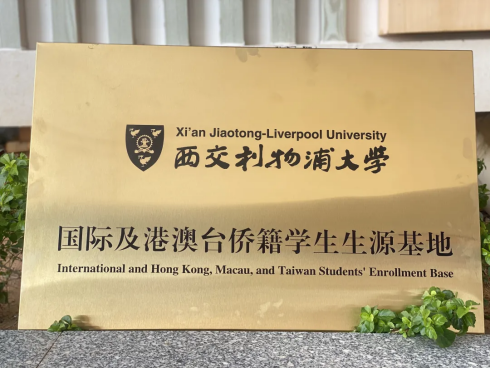 Xi'an Jiaotong-Liverpool University
西交利物浦大学
国际及港澳台侨籍学生生源基地
International and Hong Kong, Macau, and Taiwan Students' Enrollment Base